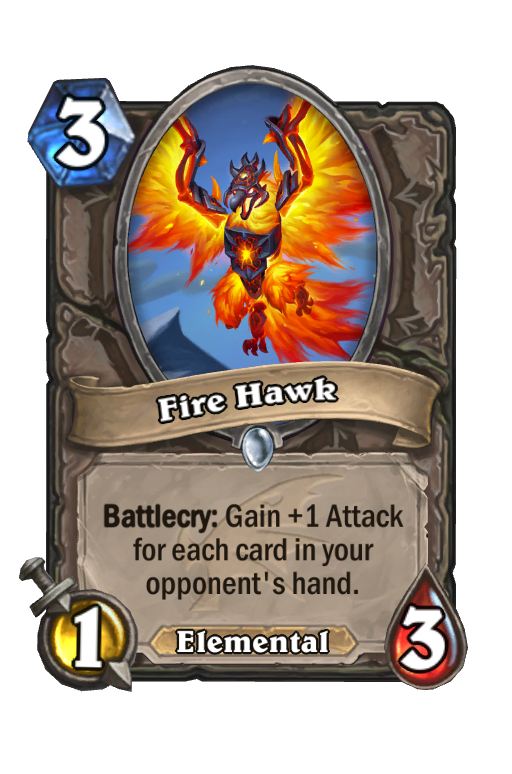 3
Fire Hawk
Battlecry: Gain +1 Attack
for each card in your
opponent's hand.
1
Elemental
3